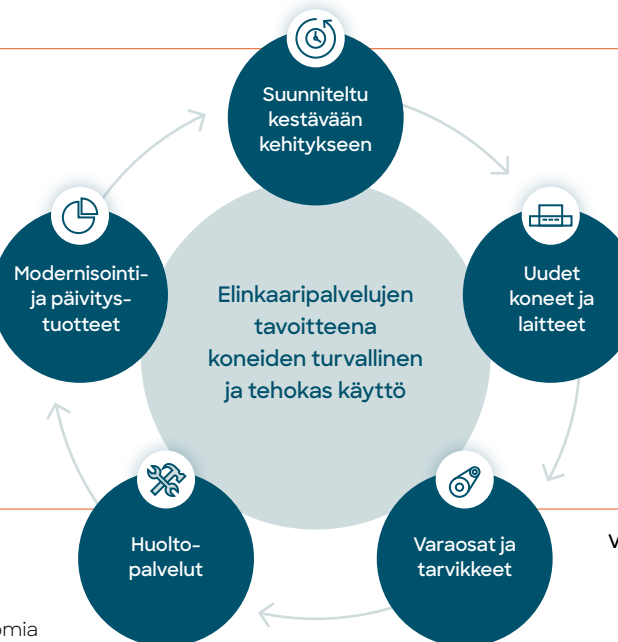 Suunniteltu
kestävään
kehitykseen
Modernisointi-
ja päivitys-
tuotteet
Elinkaaripalvelujen
tavoitteena
koneiden turvallinen
ja tehokas käyttö
Uudet
koneet ja
laitteet
Huolto-
palvelut
Varaosat ja
tarvikkeet